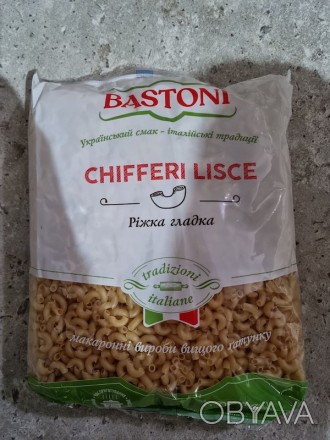 BASTONI
Український смак - італійські традиції
CHIFFERI LISCE
Ріжка гладка
tradizioni
italiane
макаронні вироби вищого ґатунку
OBYAVA